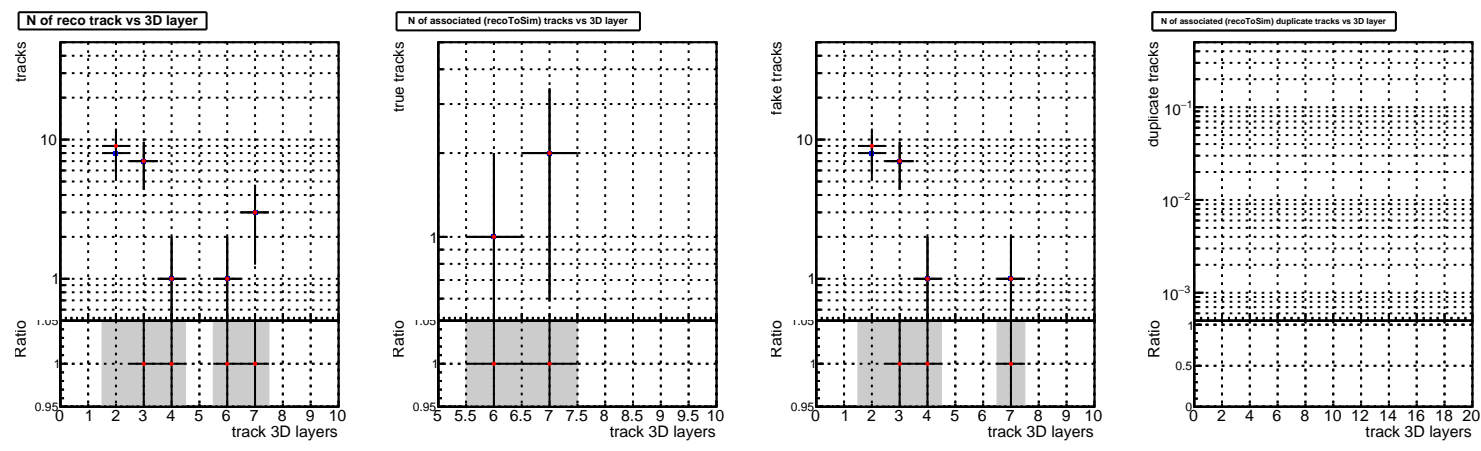 N of reco track vs 3D layer
tracks
10
1
Ratio
1.05
1
0.95
0 1 2 3 4 5 6 7 8 9 10
track 3D layers
N of associated (recoToSim) tracks vs 3D layer
true tracks
1
Ratio
1.05
1
0.95
5 5.5 6 6.5 7 7.5 8 8.5 9 9.5 10
track 3D layers
fake tracks
10
1
Ratio
1.05
1
0.95
0 1 2 3 4 5 6 7 8 9 10
track 3D layers
N of associated (recoToSim) duplicate tracks vs 3D layer
duplicate tracks
10⁻¹
10⁻²
10⁻³
Ratio
1
0.5
0
0 2 4 6 8 10 12 14 16 18 20
track 3D layers